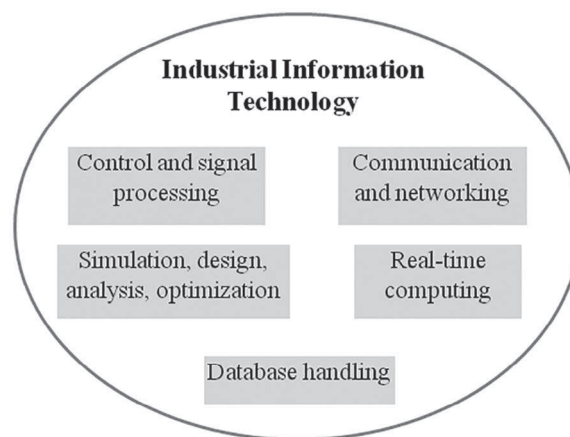 Industrial Information
Technology
Control and signal
processing
Communication
and networking
Simulation, design,
analysis, optimization
Real-time
computing
Database handling